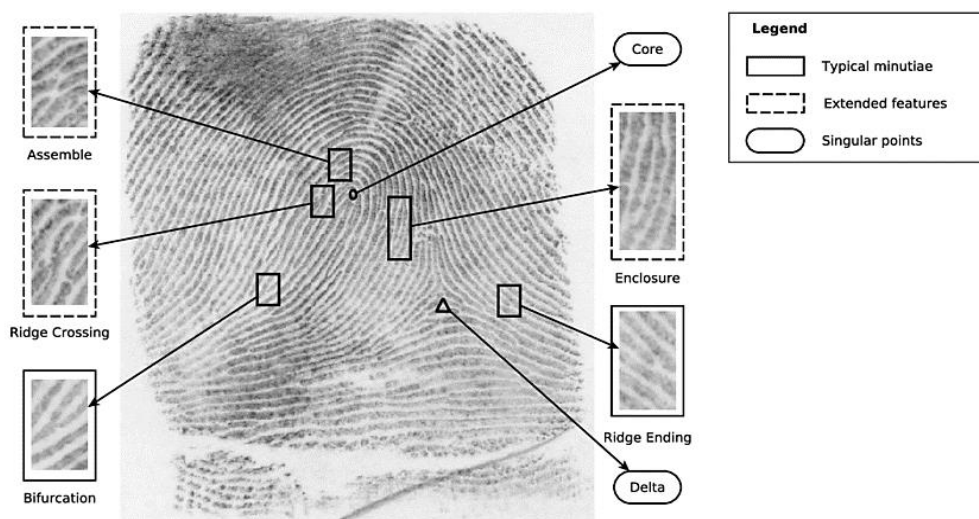 Assemble
Ridge Crossing
Bifurcation
Core
Enclosure
Ridge Ending
Delta
Legend
Typical minutiae
Extended features
Singular points